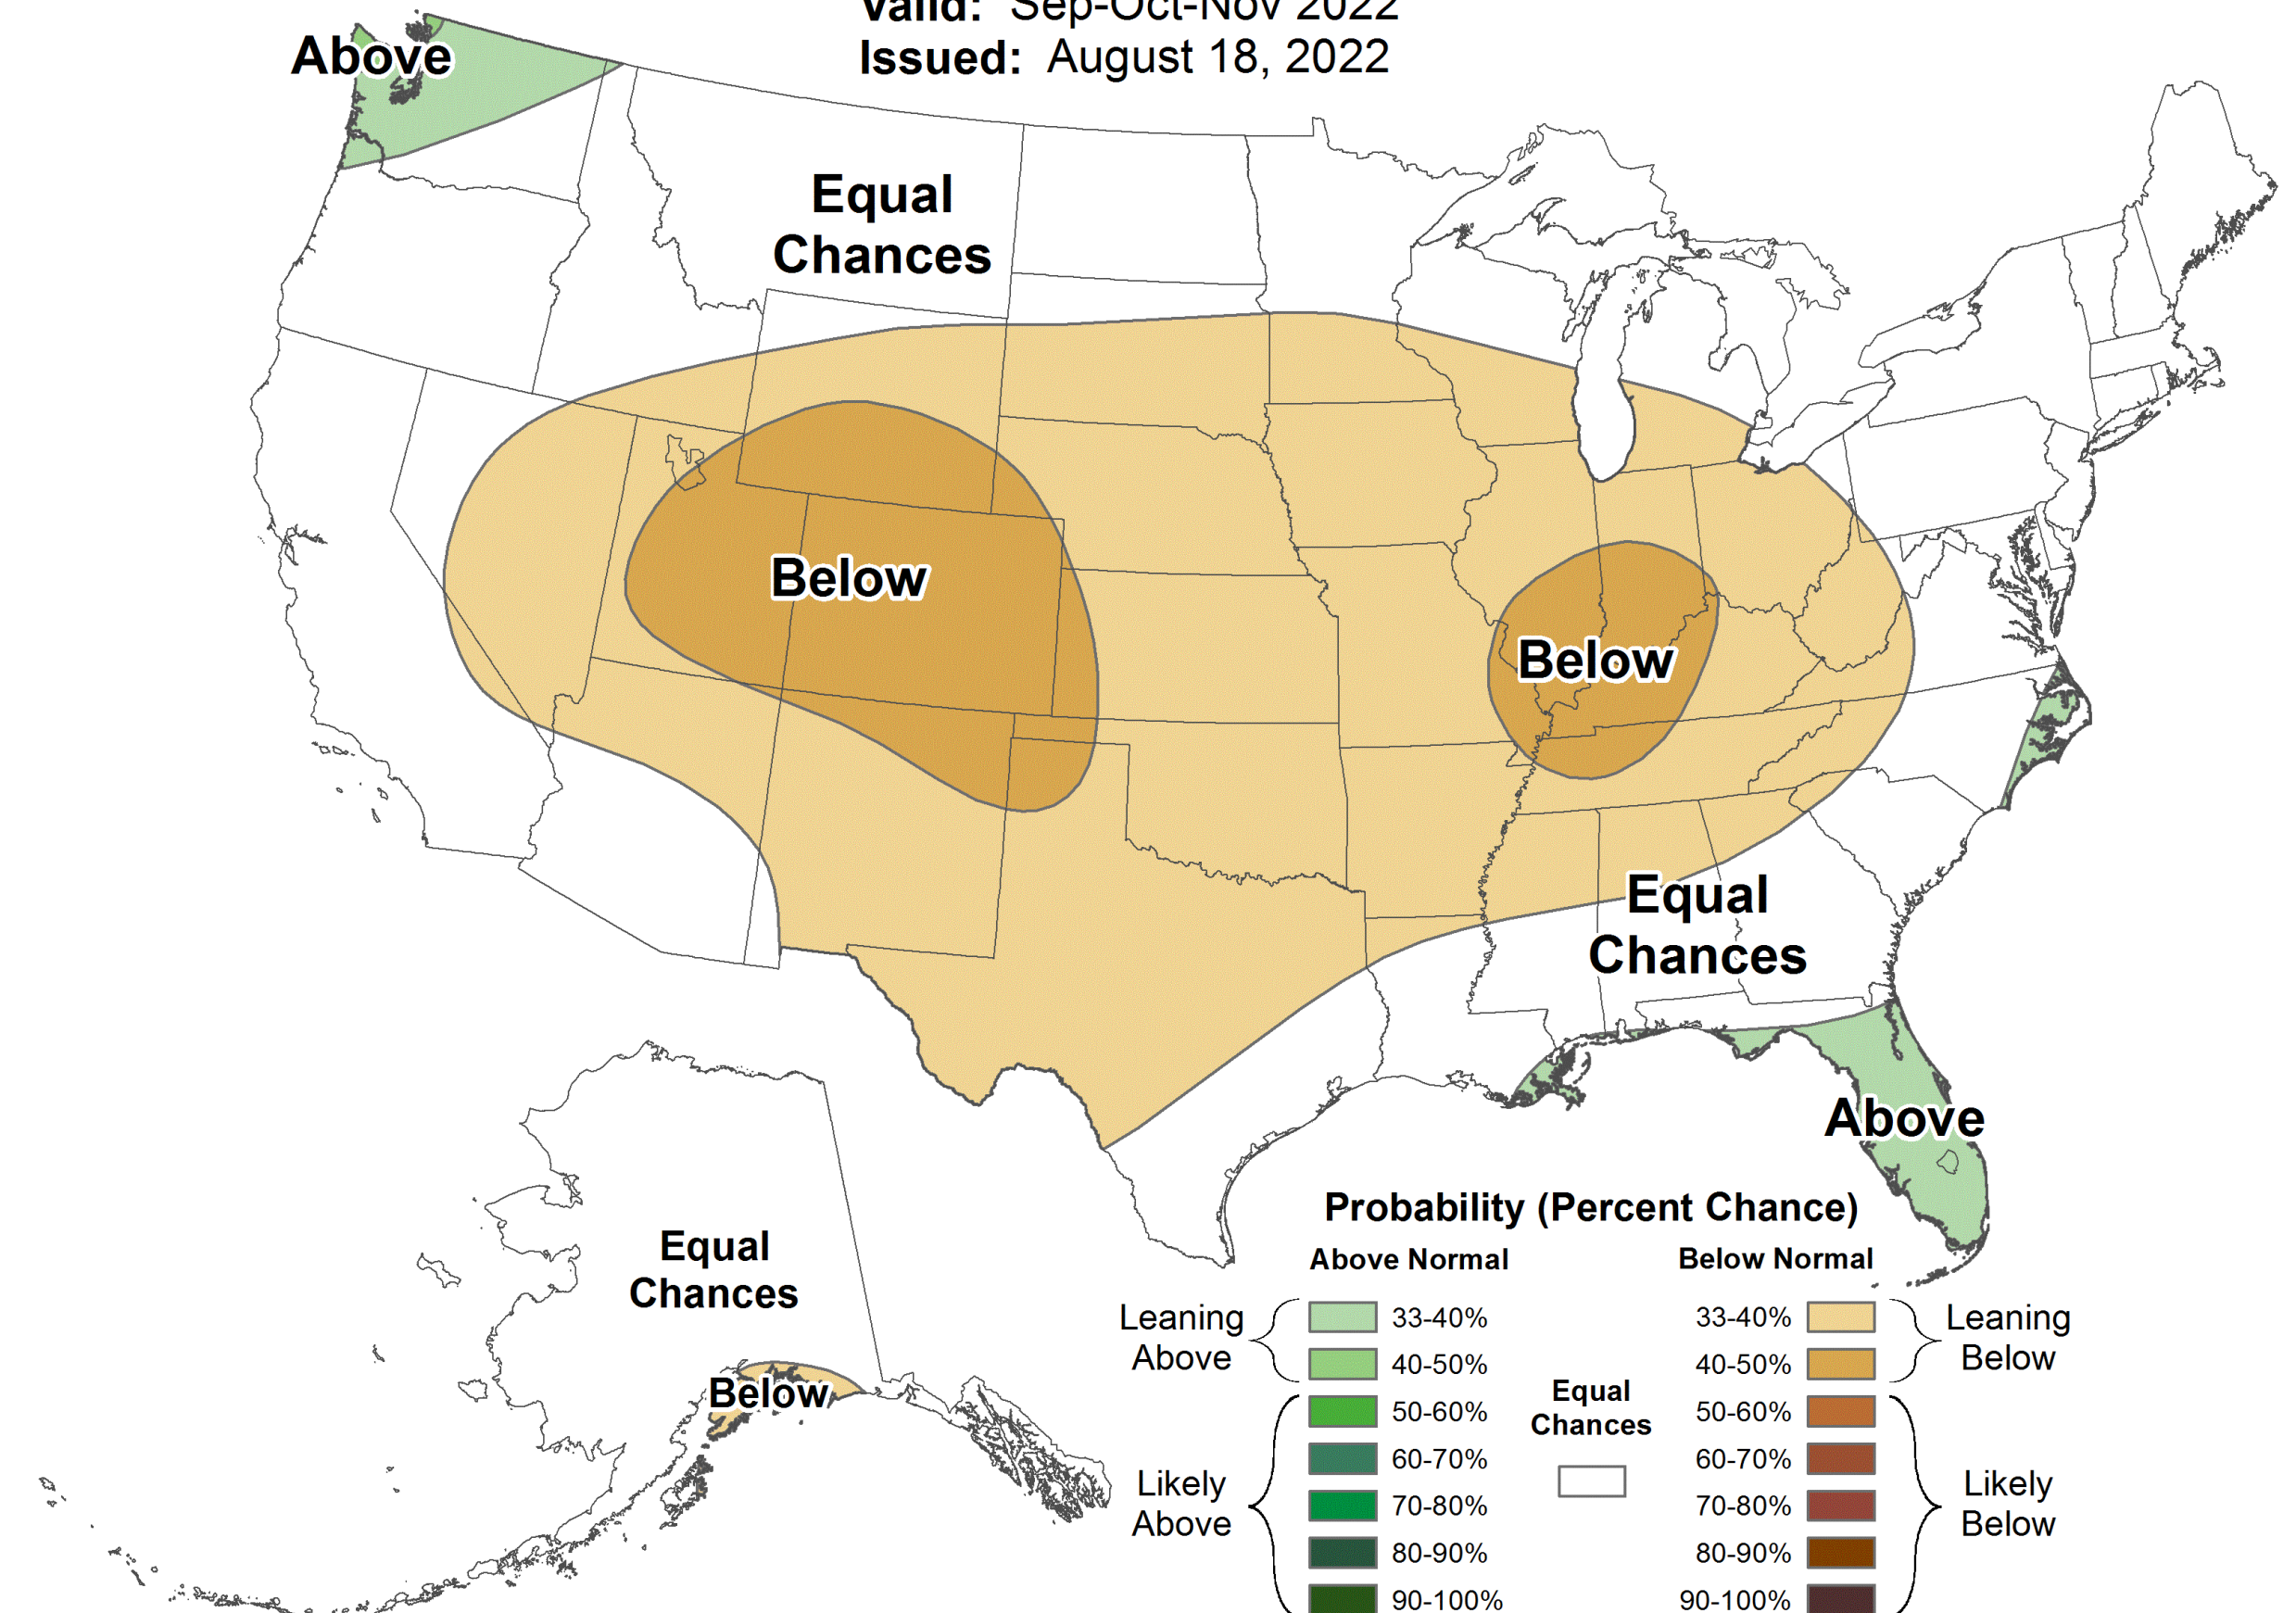 Valid: Sep-Oct-Nov 2022
Issued: August 18, 2022
Above
Equal
Chances
Below
Below
Equal
Chances
Above
Equal
Chances
Below
Probability (Percent Chance)
Above Normal
Below Normal
Leaning
Above
33-40%
40-50%
Likely
Above
50-60%
60-70%
70-80%
80-90%
90-100%
Equal
Chances
33-40%
40-50%
Leaning
Below
50-60%
60-70%
70-80%
80-90%
90-100%
Likely
Below